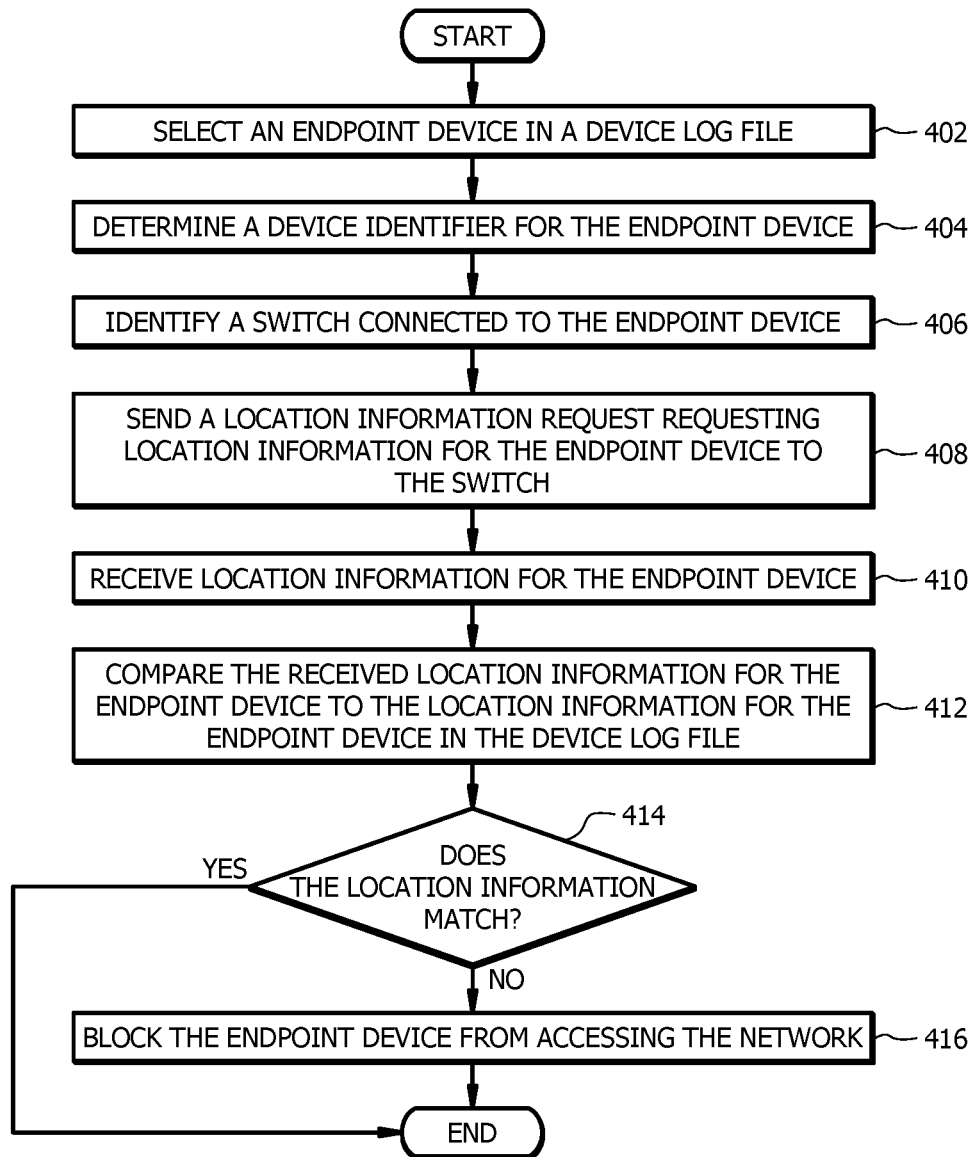 START
SELECT AN ENDPOINT DEVICE IN A DEVICE LOG FILE
402
DETERMINE A DEVICE IDENTIFIER FOR THE ENDPOINT DEVICE
404
IDENTIFY A SWITCH CONNECTED TO THE ENDPOINT DEVICE
406
SEND A LOCATION INFORMATION REQUEST REQUESTING
LOCATION INFORMATION FOR THE ENDPOINT DEVICE TO
THE SWITCH
408
RECEIVE LOCATION INFORMATION FOR THE ENDPOINT DEVICE
410
COMPARE THE RECEIVED LOCATION INFORMATION FOR THE
ENDPOINT DEVICE TO THE LOCATION INFORMATION FOR THE
ENDPOINT DEVICE IN THE DEVICE LOG FILE
412
414
YES
DOES
THE LOCATION INFORMATION
MATCH?
NO
BLOCK THE ENDPOINT DEVICE FROM ACCESSING THE NETWORK
416
END